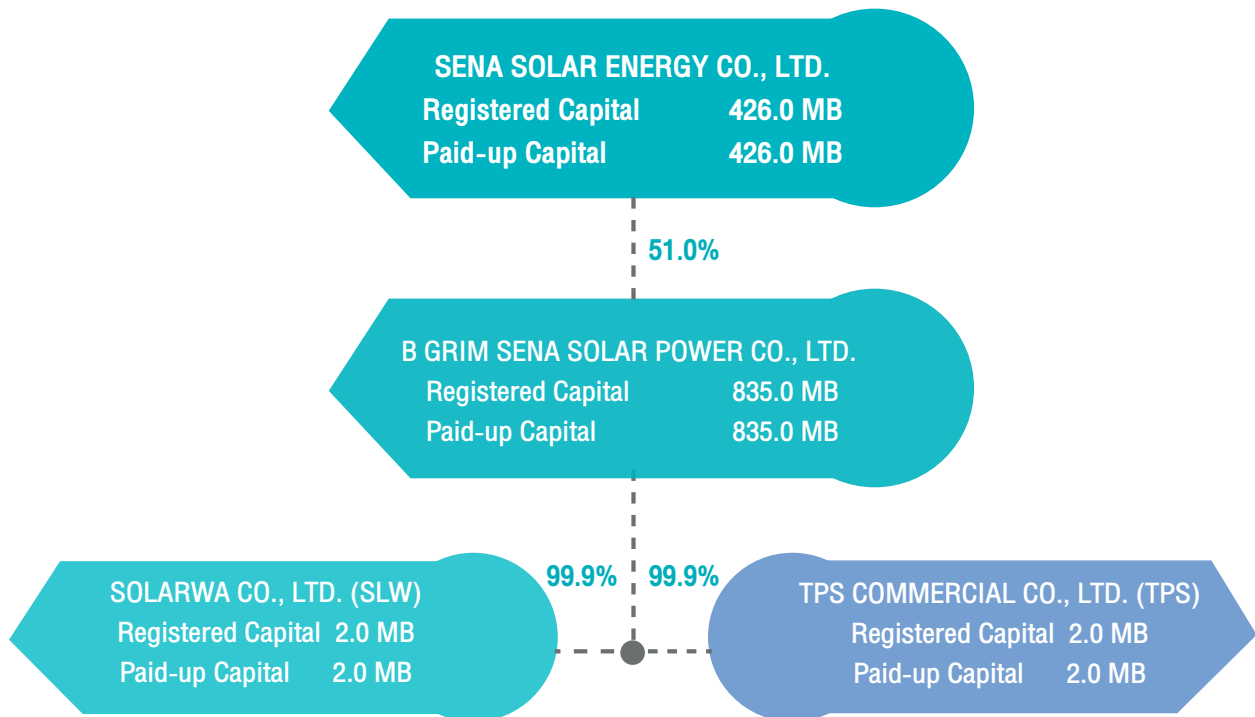 SENA SOLAR ENERGY CO., LTD.
Registered Capital 426.0 MB
Paid-up Capital 426.0 MB
51.0%
B GRIM SENA SOLAR POWER CO., LTD.
Registered Capital 835.0 MB
Paid-up Capital 835.0 MB
99.9% 99.9%
SOLARWA CO., LTD. (SLW)
Registered Capital 2.0 MB
Paid-up Capital 2.0 MB
TPS COMMERCIAL CO., LTD. (TPS)
Registered Capital 2.0 MB
Paid-up Capital 2.0 MB